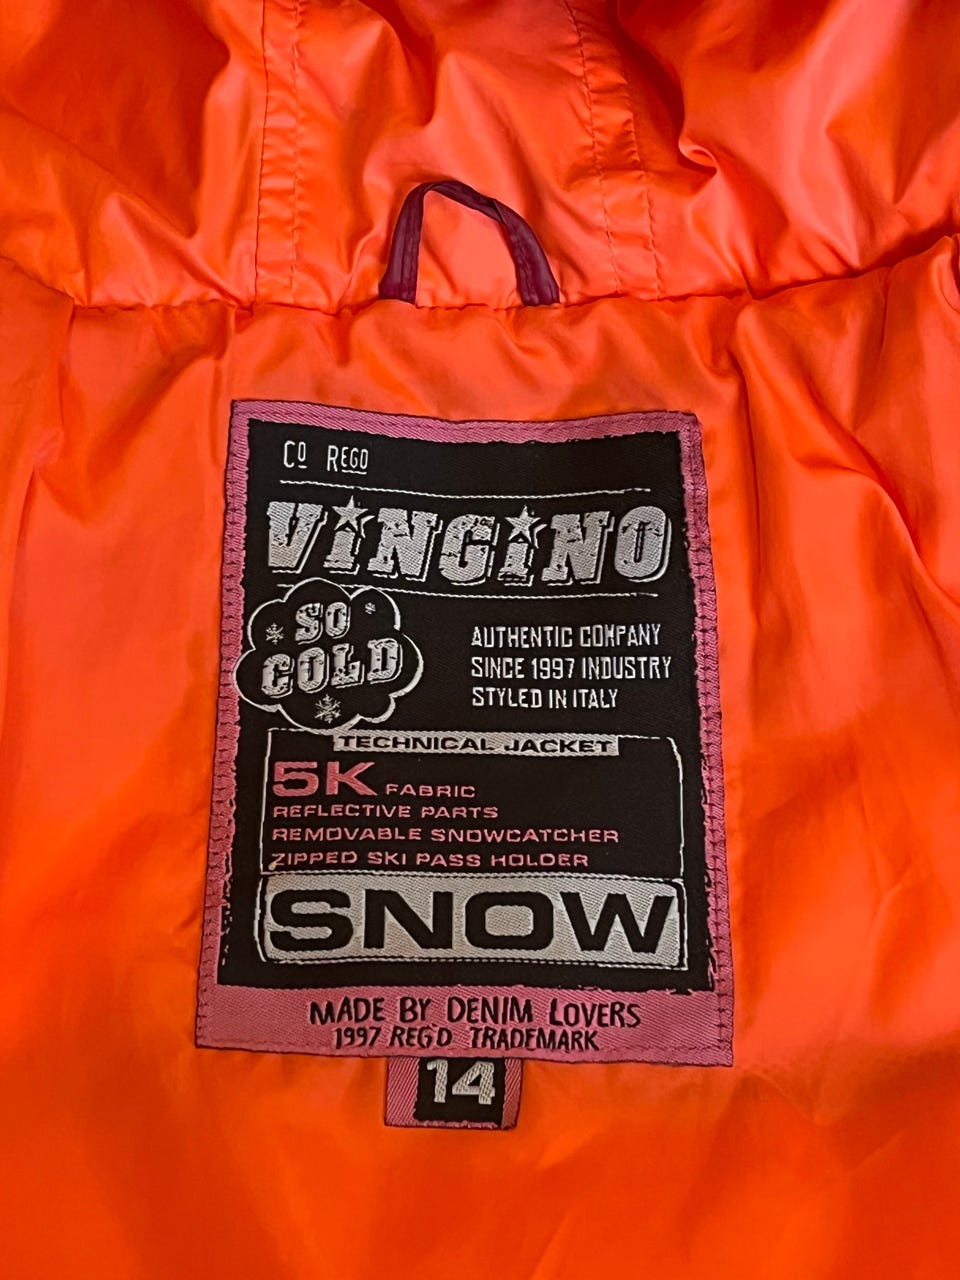 CO REGO
VINGINO
SO
COLD
AUTHENTIC COMPANY
SINCE 1997 INDUSTRY
STYLED IN ITALY
TECHNICAL JACKET
5K FABRIC
REFLECTIVE PARTS
REMOVABLE SNOWCATCHER
ZIPPED SKI PASS HOLDER
SNOW
MADE BY DENIM LOVERS
1997 REGD TRADEMARK
14